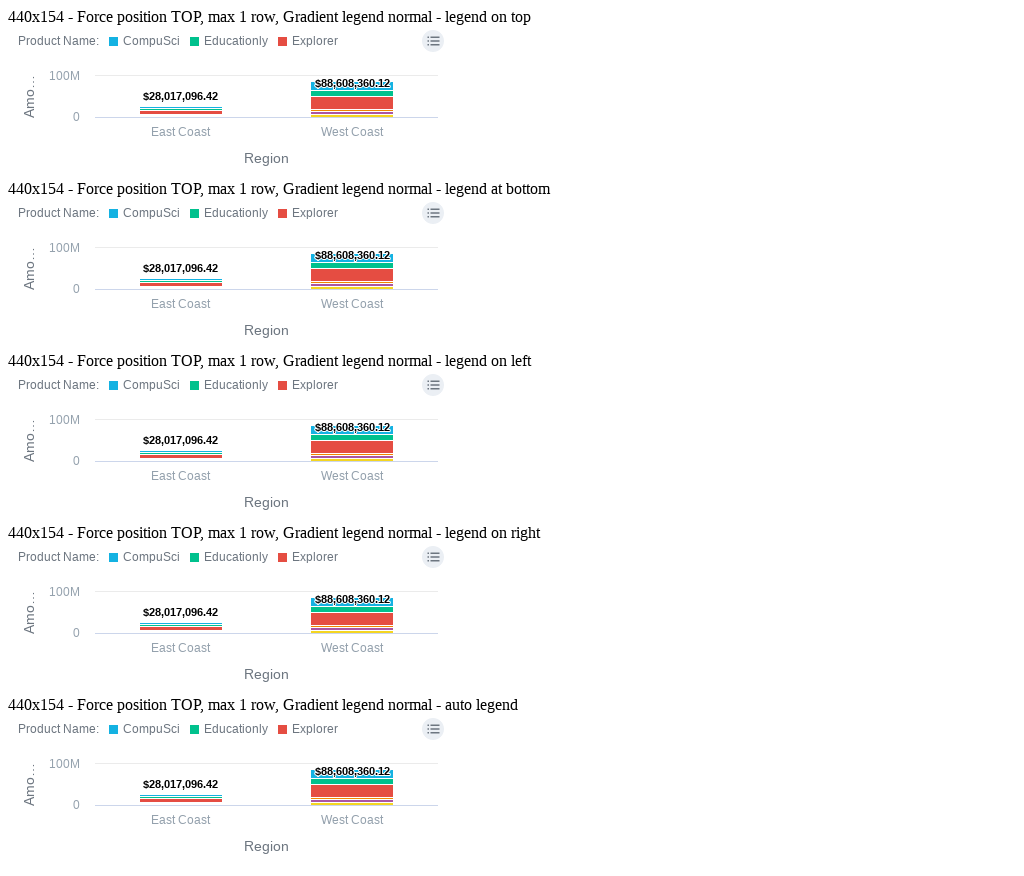 440x154 - Force position TOP, max 1 row, Gradient legend normal - legend on top
Product Name: CompuSci Educationly Explorer
Amo…
100M
$88,608,360.12
$28,017,096.42
0
East Coast West Coast
Region
440x154 - Force position TOP, max 1 row, Gradient legend normal - legend at bottom
Product Name: CompuSci Educationly Explorer
Amo…
100M
$88,608,360.12
$28,017,096.42
0
East Coast West Coast
Region
440x154 - Force position TOP, max 1 row, Gradient legend normal - legend on left
Product Name: CompuSci Educationly Explorer
Amo…
100M
$88,608,360.12
$28,017,096.42
0
East Coast West Coast
Region
440x154 - Force position TOP, max 1 row, Gradient legend normal - legend on right
Product Name: CompuSci Educationly Explorer
Amo…
100M
$88,608,360.12
$28,017,096.42
0
East Coast West Coast
Region
440x154 - Force position TOP, max 1 row, Gradient legend normal - auto legend
Product Name: CompuSci Educationly Explorer
Amo…
100M
$88,608,360.12
$28,017,096.42
0
East Coast West Coast
Region